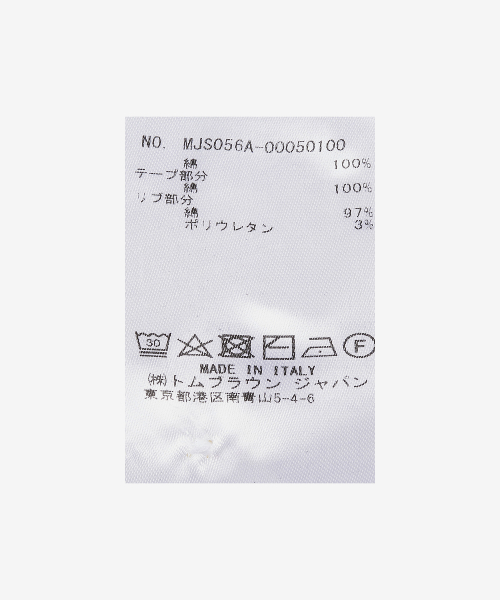 NO. MJS056A-00050100
綿 100%
テープ部分
綿 100%
リブ部分
綿 97%
ポリウレタン 3%
30 F
MADE IN ITALY
(株)トムブラウン ジャパン
東京都港区南青山5-4-6